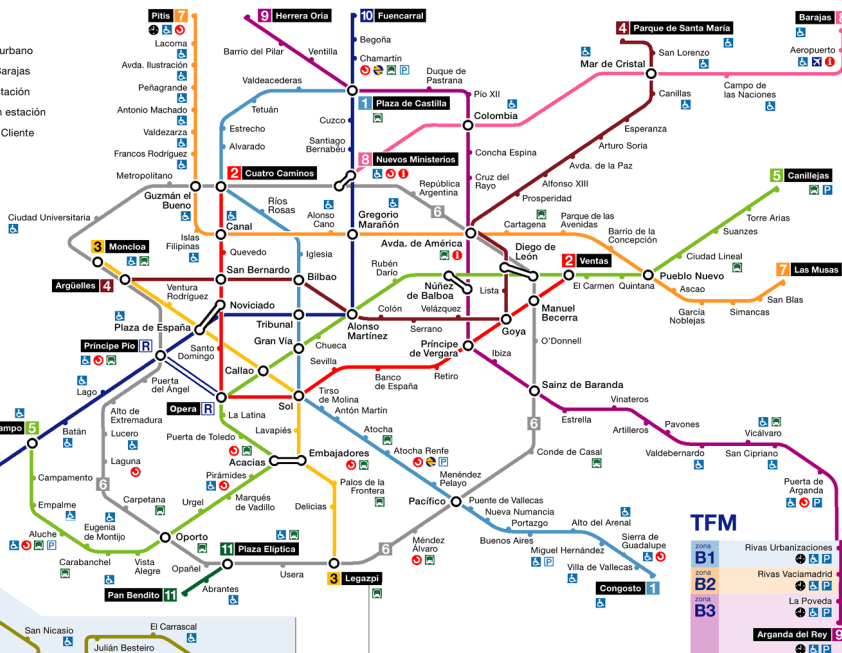 urbano
Barajas
tación
n estación
Cliente
Pitis 7
9 Herrera Oria
10 Fuencarral
4 Parque de Santa María
Barajas 8
Lacoma
Barrio del Pilar
Ventilla
Begoña
Chamartín
San Lorenzo
Aeropuerto
Avda. Ilustración
Mar de Cristal
Peñagrande
Valdeacederas
Duque de
Pastrana
Canillas
Campo de
las Naciones
Antonio Machado
Tetuán
1 Plaza de Castilla
Pío XII
Valdezarza
Estrecho
Cuzco
Colombia
Esperanza
Francos Rodríguez
Alvarado
Santiago
Bernabéu
Concha Espina
Arturo Soria
Metropolitano
2 Cuatro Caminos
8 Nuevos Ministerios
Cruz del
Rayo
Avda. de la Paz
Alfonso XIII
5 Canillejas
Guzmán el
Bueno
República
Argentina
Prosperidad
Ciudad Universitaria
Ríos
Rosas
Alonso
Cano
Gregorio
Marañón
6
Cartagena
Parque de las
Avenidas
Torre Arias
Canal
Islas
Filipinas
Barrio de la
Concepción
Suanzes
3 Moncloa
Quevedo
Iglesia
Avda. de América
Diego de
León
2 Ventas
Ciudad Lineal
San Bernardo
Bilbao
Rubén
Darío
Pueblo Nuevo
7 Las Musas
Argüelles 4
Ventura
Rodríguez
Núñez
de Balboa
Lista
El Carmen
Quintana
Ascao
San Blas
Noviciado
Colón
Velázquez
Manuel
Becerra
García
Noblejas
Simancas
Plaza de España
Tribunal
Alonso
Martínez
Serrano
Goya
Príncipe Pío R
Santo
Domingo
Gran Vía
Chueca
Príncipe
de Vergara
O'Donnell
Callao
Sevilla
Ibiza
Puerta
del Ángel
Banco
de España
Retiro
Lago
Opera R
Sol
Tirso
de Molina
Sainz de Baranda
Vinateros
Alto de
Extremadura
La Latina
Antón Martín
Estrella
Artilleros
Pavones
ampo 5
Batán
Lucero
Puerta de Toledo
Lavapiés
Atocha
6
Vicálvaro
Laguna
Acacias
Embajadores
Atocha Renfe
Conde de Casal
Valdebernardo
San Cipriano
Campamento
6
Pirámides
Palos de la
Frontera
Menéndez
Pelayo
Puerta de
Arganda
Carpetana
Urgel
Marqués
de Vadillo
Pacífico
Puente de Vallecas
Empalme
Delicias
Nueva Numancia
TFM
Eugenia
de Montijo
Portazgo
Alto del Arenal
Aluche
Oporto
Méndez
Álvaro
Buenos Aires
Sierra de
Guadalupe
zona
B1
Rivas Urbanizaciones
11 Plaza Elíptica
6
Miguel Hernández
Carabanchel
Vista
Alegre
Opañel
Usera
Villa de Vallecas
zona
B2
Rivas Vaciamadrid
3 Legazpi
Pan Bendito 11
Abrantes
Congosto 1
zona
B3
La Poveda
San Nicasio
El Carrascal
Julián Besteiro
Arganda del Rey 9